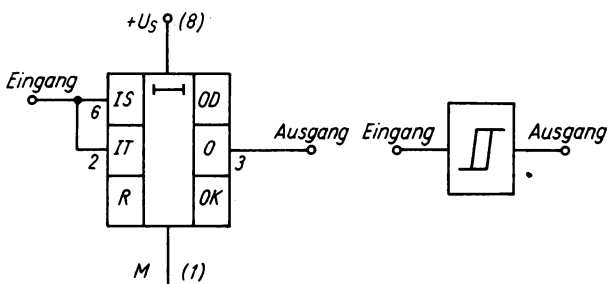 +U_S (8)
Eingang
6 IS OD
2 IT O 3 Ausgang
R OK
M (1)
Eingang Ausgang